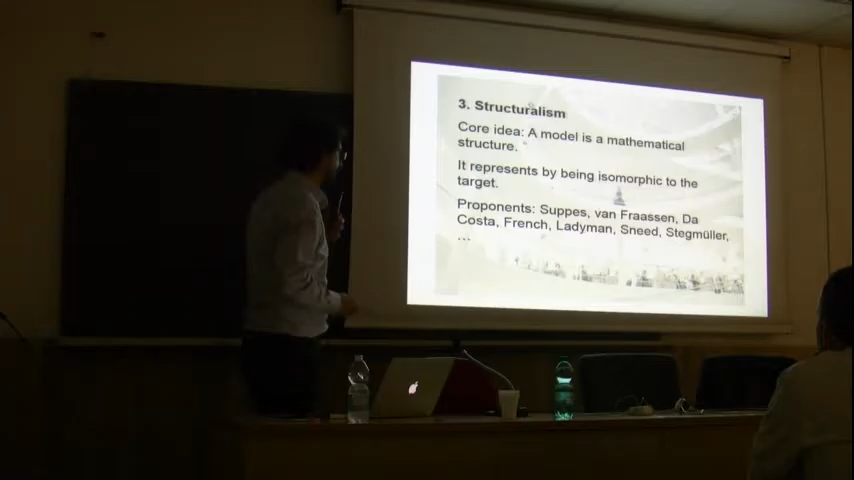 3. Structuralism
Core idea: A model is a mathematical
structure.
It represents by being isomorphic to the
target.
Proponents: Suppes, van Fraassen, Da
Costa, French, Ladyman, Sneed, Stegmüller,
...